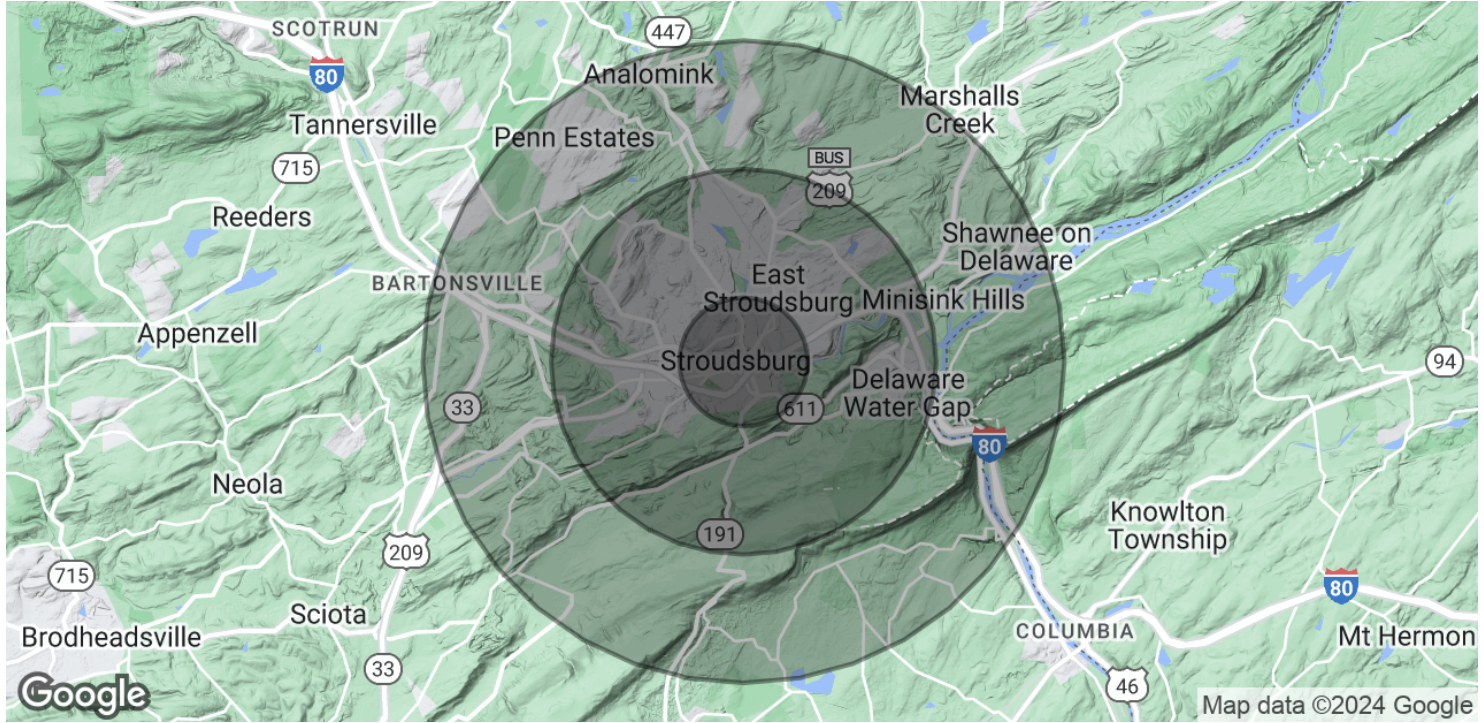 SCOTRUN
447
80
Analomink
Marshalls
Creek
Tannersville
Penn Estates
715
BUS
209
Reeders
Shawnee on
Delaware
BARTONSVILLE
East
Stroudsburg
Minisink Hills
Appenzell
Stroudsburg
94
Delaware
Water Gap
33
611
80
Neola
Knowlton
Township
191
209
715
80
Sciota
Brodheadsville
COLUMBIA
Mt Hermon
33
46
Google
Map data ©2024 Google